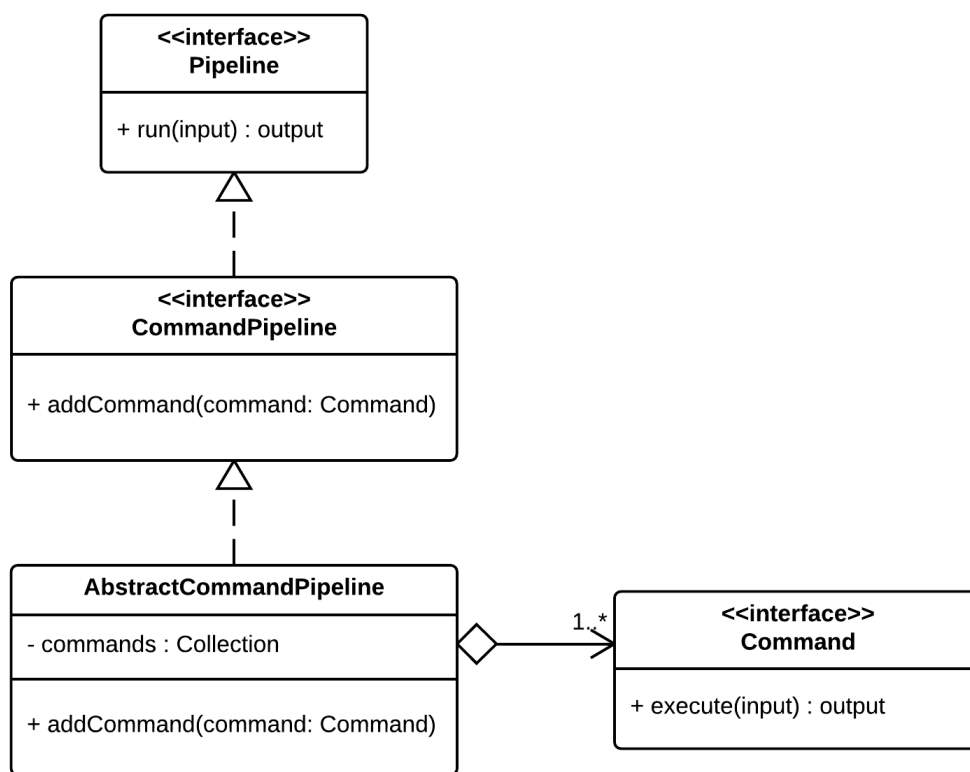 <<interface>>
Pipeline
+ run(input) : output
<<interface>>
CommandPipeline
+ addCommand(command: Command)
AbstractCommandPipeline
- commands : Collection
+ addCommand(command: Command)
1..*
<<interface>>
Command
+ execute(input) : output